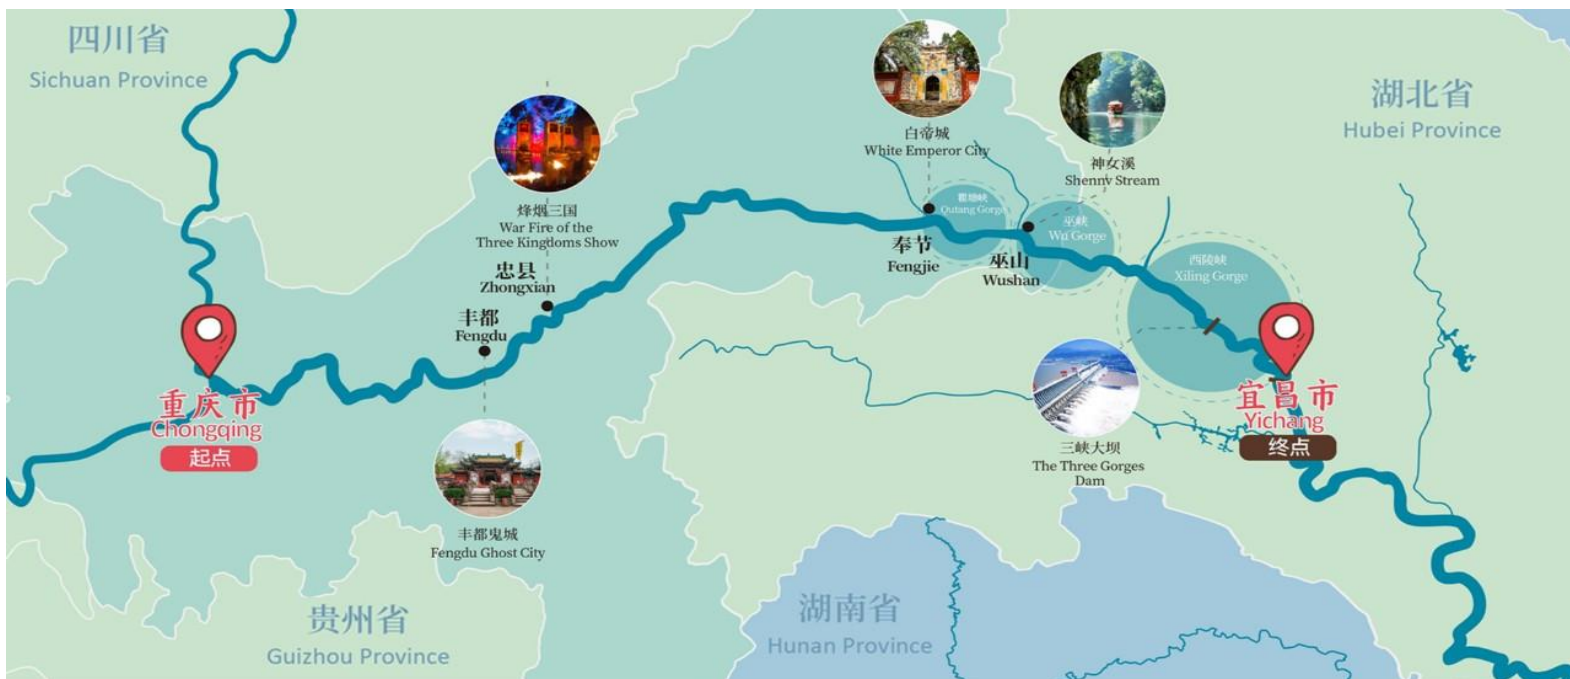 四川省
Sichuan Province
烽烟三国
War Fire of the
Three Kingdoms Show
忠县
Zhongxian
丰都
Fengdu
重庆市
Chongqing
起点
丰都鬼城
Fengdu Ghost City
贵州省
Guizhou Province
白帝城
White Emperor City
神女溪
Shennv Stream
湖北省
Hubei Province
瞿塘峡
Qutang Gorge
奉节
Fengjie
巫峡
Wu Gorge
巫山
Wushan
西陵峡
Xiling Gorge
三峡大坝
The Three Gorges
Dam
宜昌市
Yichang
终点
湖南省
Hunan Province